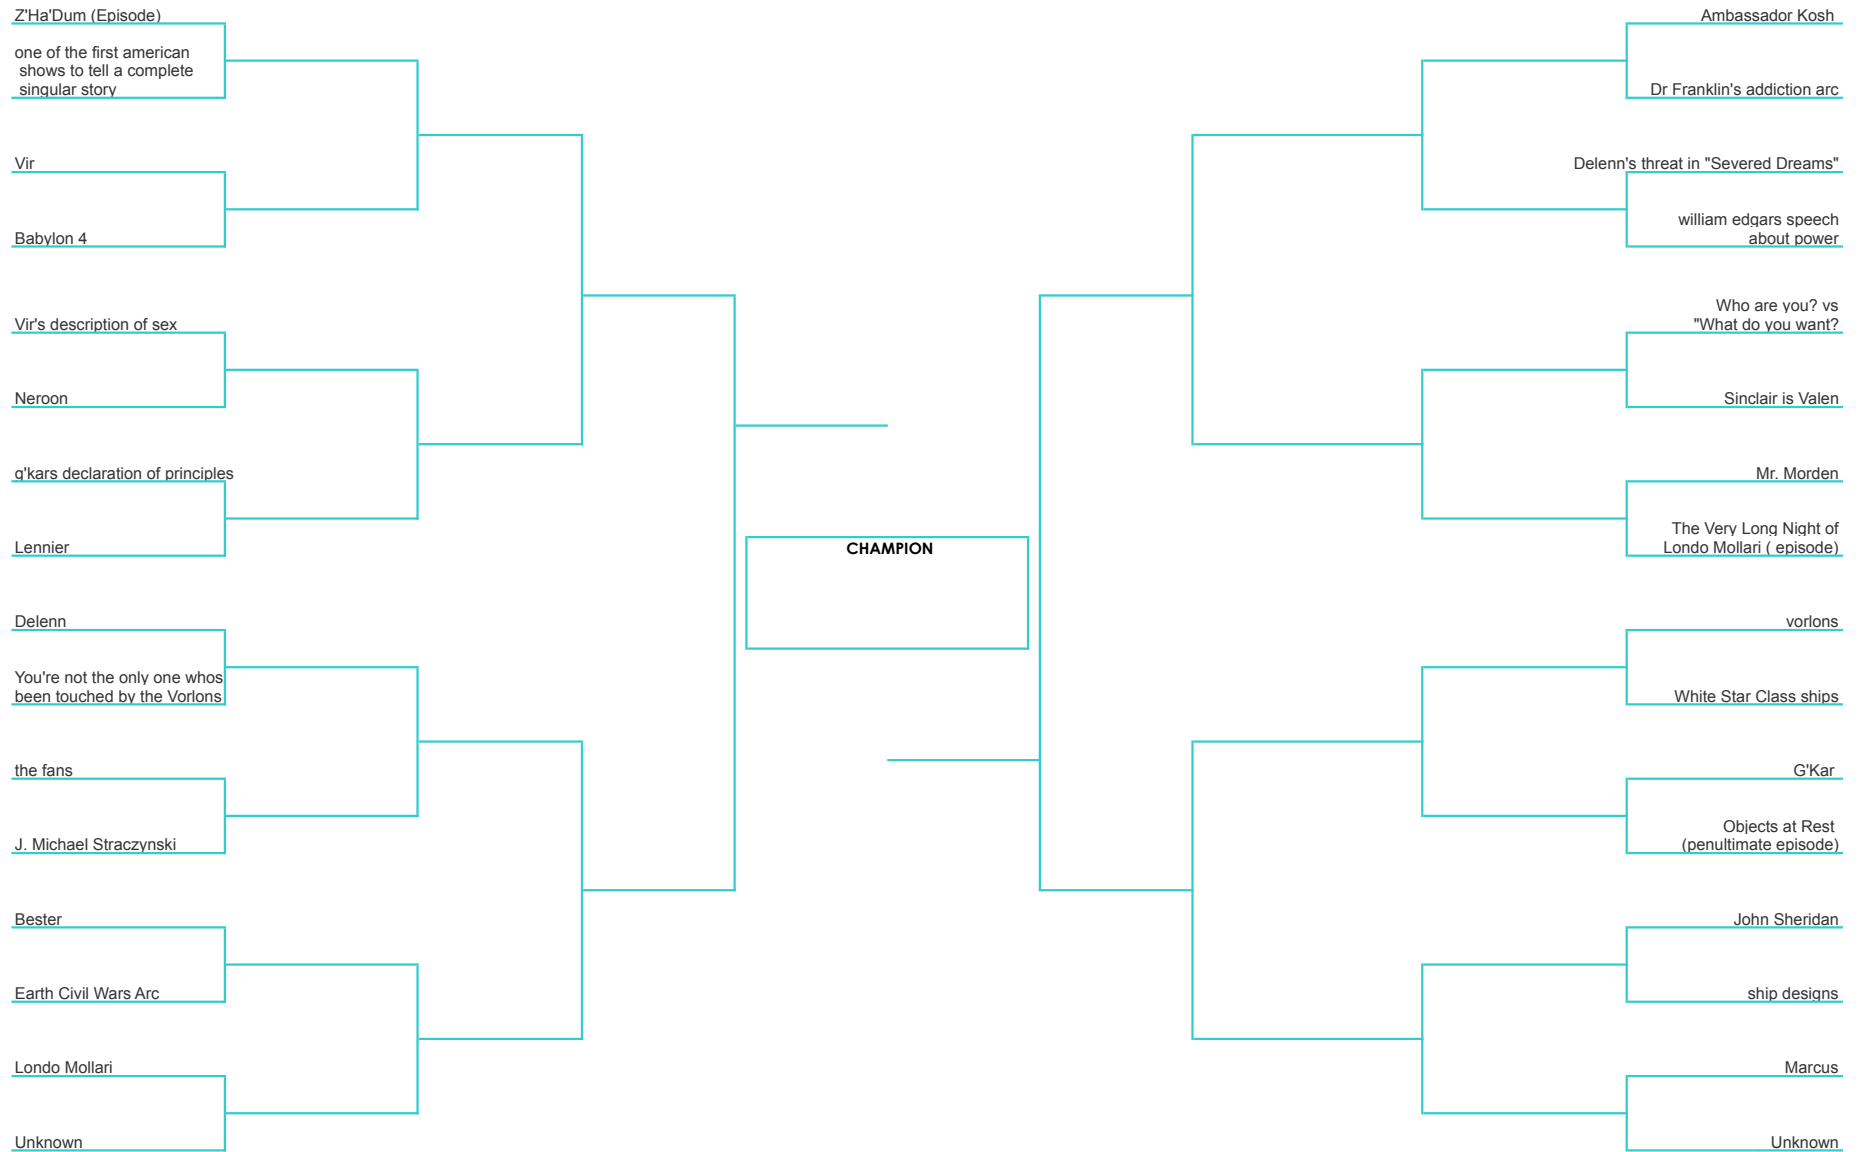 Z'Ha'Dum (Episode)
one of the first american
shows to tell a complete
singular story
Vir
Babylon 4
Vir's description of sex
Neroon
g'kars declaration of principles
Lennier
Delenn
You're not the only one whos
been touched by the Vorlons
the fans
J. Michael Straczynski
Bester
Earth Civil Wars Arc
Londo Mollari
Unknown
CHAMPION
Ambassador Kosh
Dr Franklin's addiction arc
Delenn's threat in "Severed Dreams"
william edgars speech
about power
Who are you? vs
"What do you want?
Sinclair is Valen
Mr. Morden
The Very Long Night of
Londo Mollari ( episode)
vorlons
White Star Class ships
G'Kar
Objects at Rest
(penultimate episode)
John Sheridan
ship designs
Marcus
Unknown